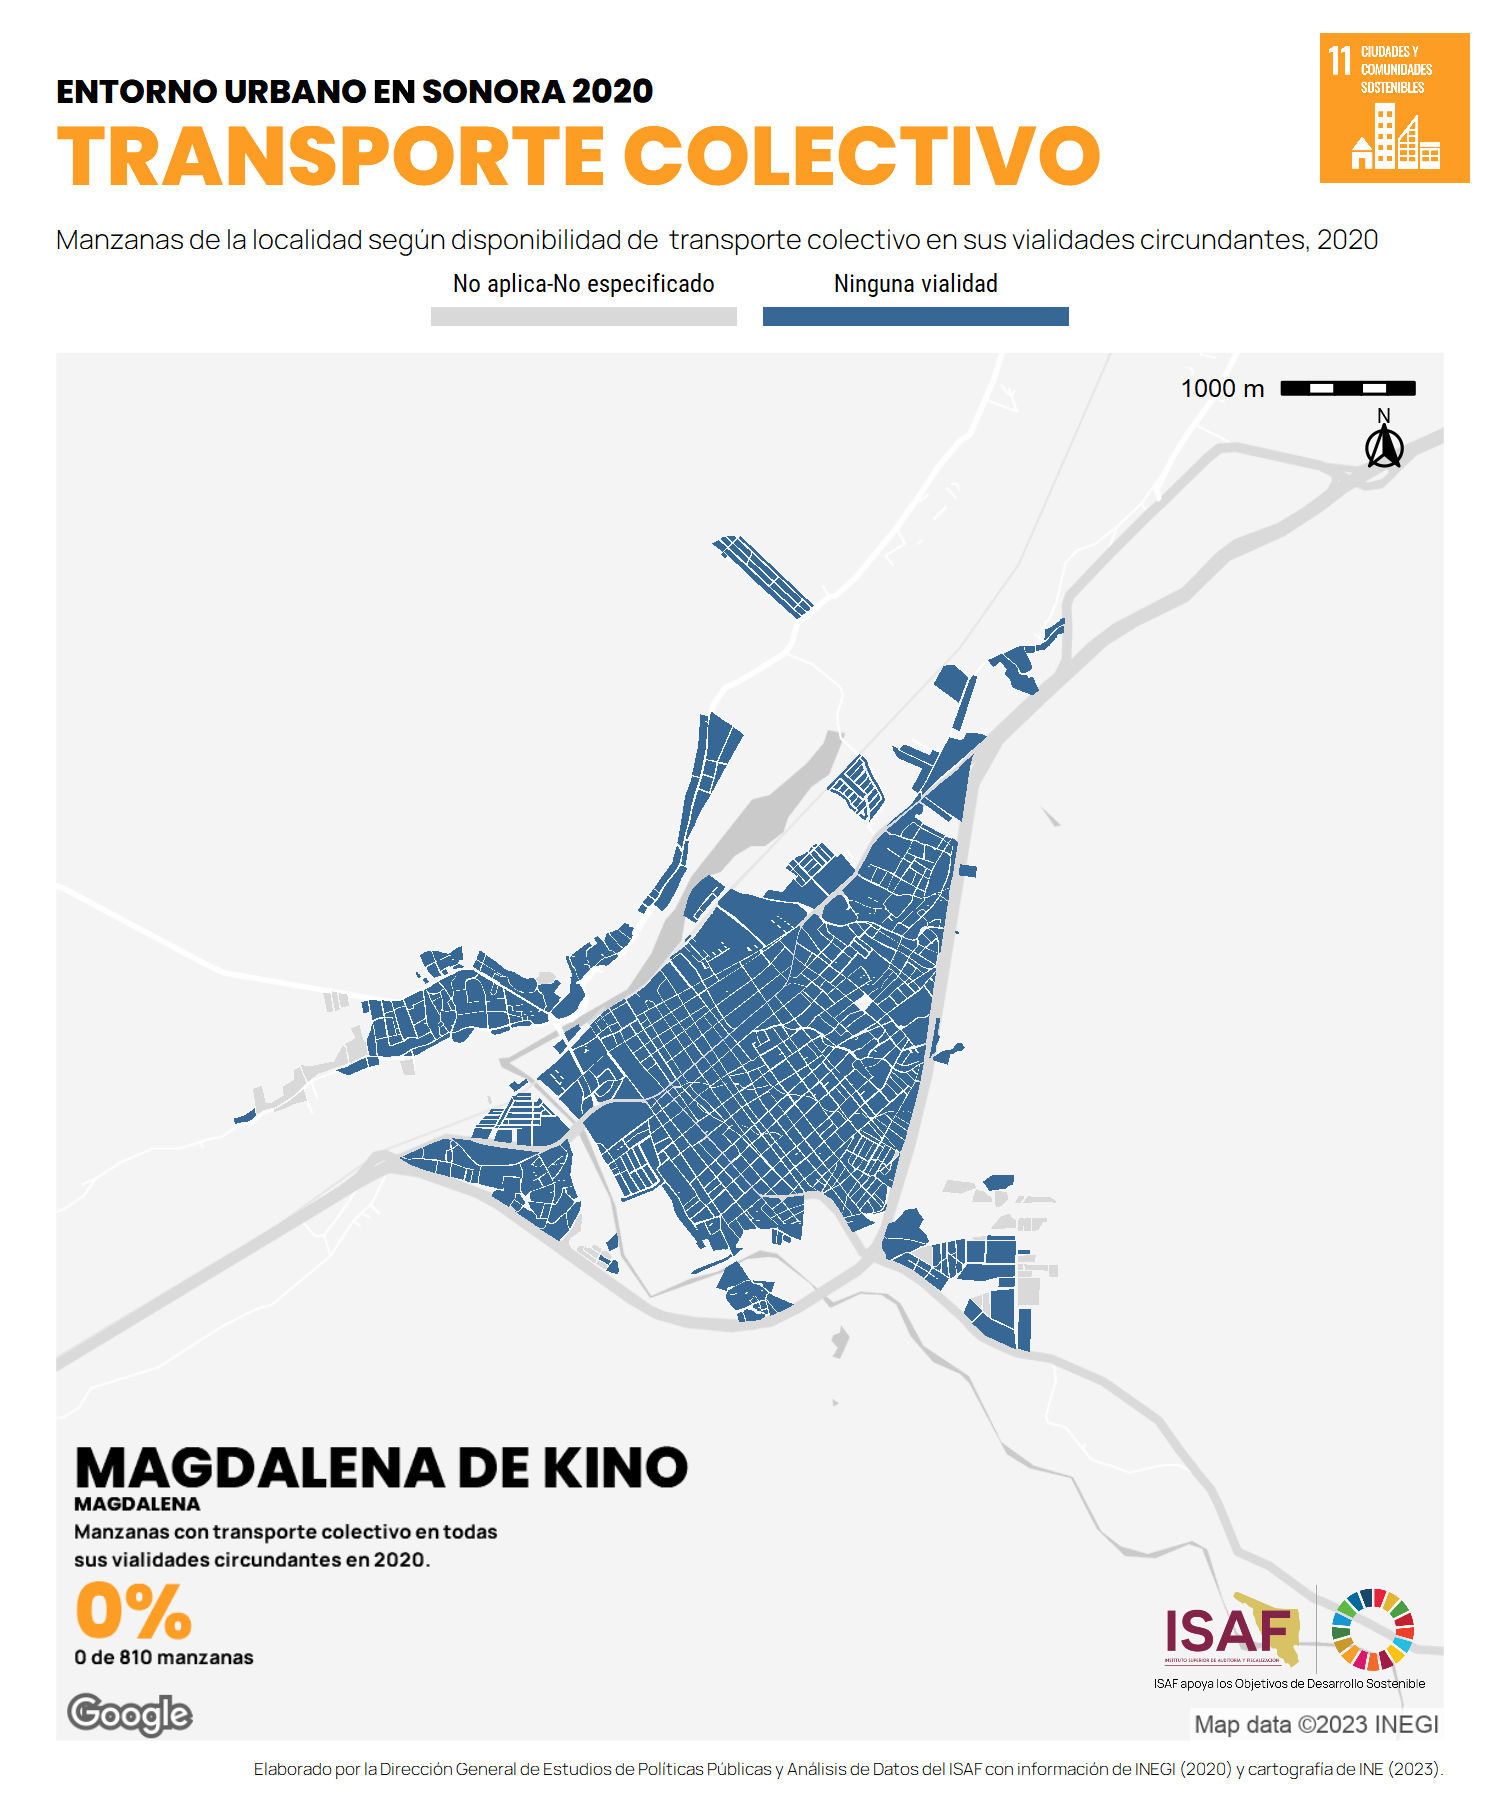 11 CIUDADES Y
COMUNIDADES
SOSTENIBLES
ENTORNO URBANO EN SONORA 2020
TRANSPORTE COLECTIVO
Manzanas de la localidad según disponibilidad de transporte colectivo en sus vialidades circundantes, 2020
No aplica-No especificado
Ninguna vialidad
1000 m
N
MAGDALENA DE KINO
MAGDALENA
Manzanas con transporte colectivo en todas
sus vialidades circundantes en 2020.
0%
0 de 810 manzanas
ISAF
INSTITUTO SUPERIOR DE AUDITORÍA Y FISCALIZACIÓN
ISAF apoya los Objetivos de Desarrollo Sostenible
Google
Map data ©2023 INEGI
Elaborado por la Dirección General de Estudios de Políticas Públicas y Análisis de Datos del ISAF con información de INEGI (2020) y cartografía de INE (2023).